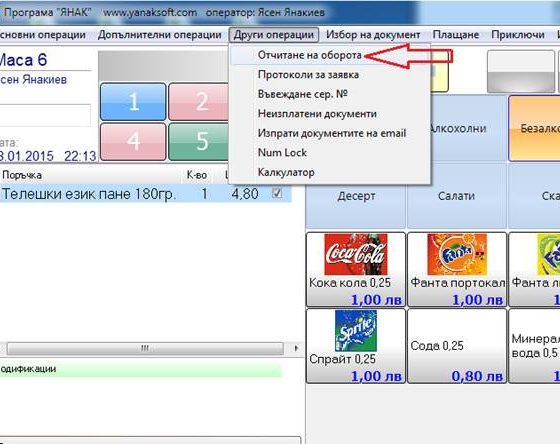 Програма "ЯНАК" www.yanaksoft.com оператор: Ясен Янакиев
сновни операции Допълнителни операции Други операции Избор на документ Плащане Приключи И
Маса 6
сен Янакиев
ата:
3.01.2015 22:13
1 2
4 5
Отчитане на оборота
Протоколи за заявка
Въвеждане сер. №
Неизплатени документи
Изпрати документите на email
Num Lock
Калкулатор
лкохолни Безалко
Десерт Салати Ска
Поръчка К-во Ц
Телешки език пане 180гр. 1 4,80
Coca-Cola
Кока кола 0,25
1,00 лв
Fanta
Фанта портокал
1,00 лв
Фанта ли
1,00
Sprite
Спрайт 0,25
1,00 лв
Сода 0,25
0,80 лв
Минерал
вода 0,5
1,
одификации